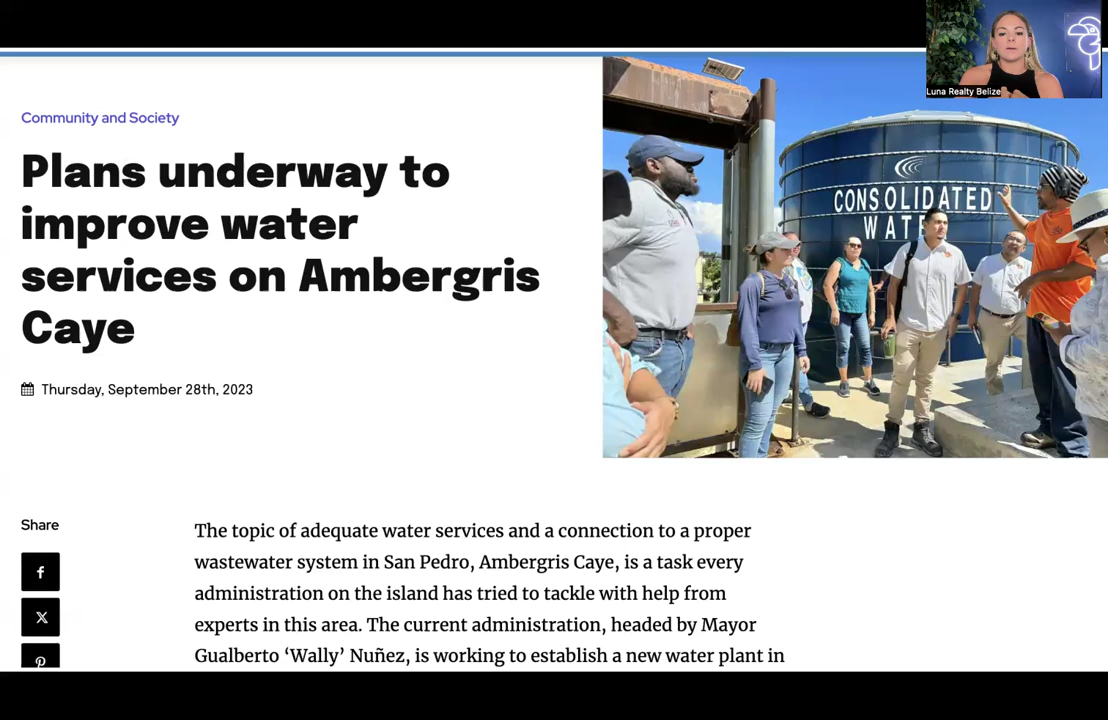 Luna Realty Belize
Community and Society
Plans underway to
improve water
services on Ambergris
Caye
Thursday, September 28th, 2023
CONSOLIDATED
WATE
Share
The topic of adequate water services and a connection to a proper
wastewater system in San Pedro, Ambergris Caye, is a task every
administration on the island has tried to tackle with help from
experts in this area. The current administration, headed by Mayor
Gualberto ‘Wally’ Nuñez, is working to establish a new water plant in